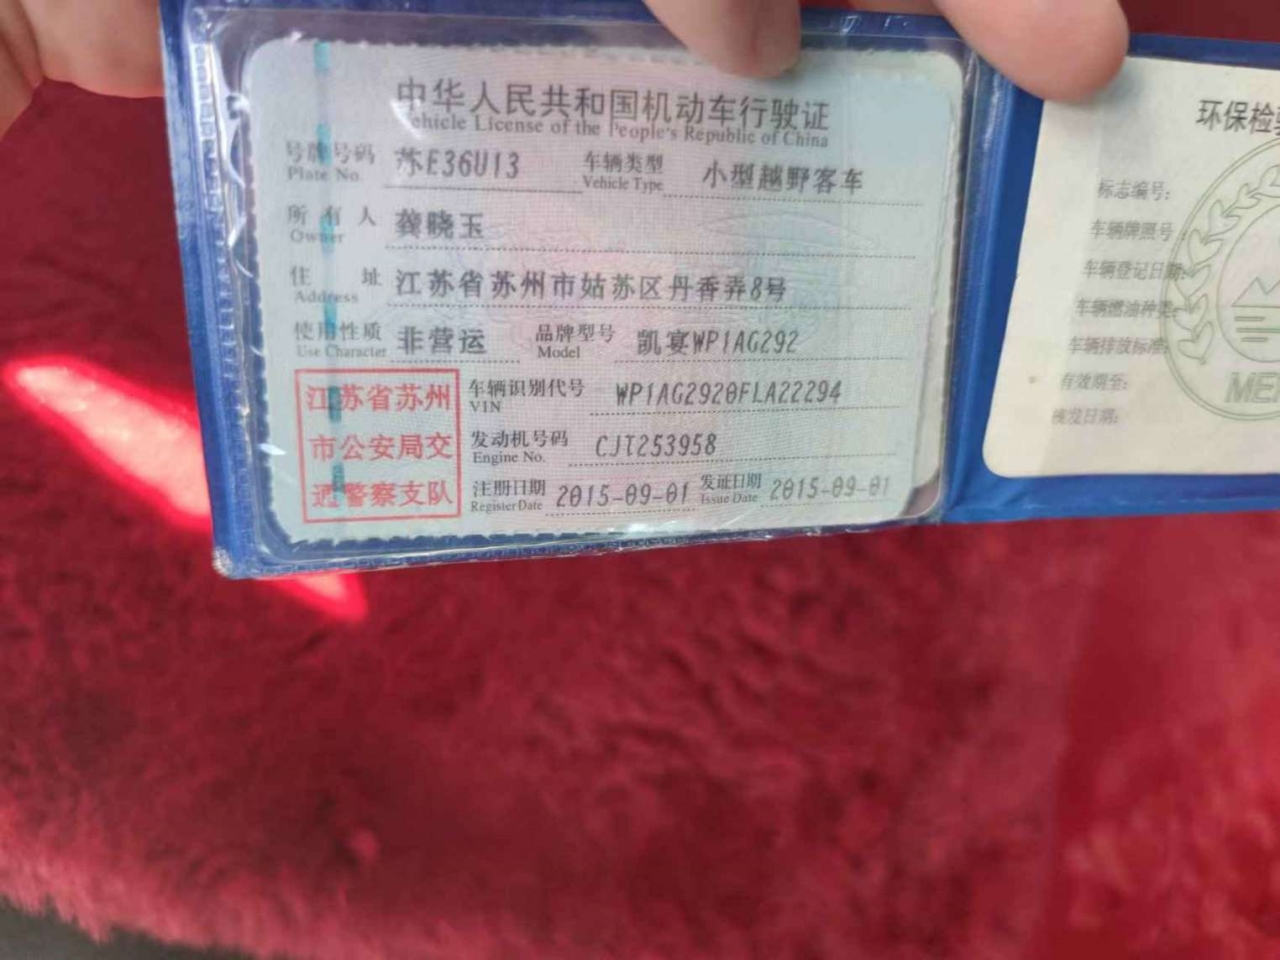 中华人民共和国机动车行驶证
Vehicle License of the People's Republic of China
号牌号码 苏E36U13 车辆类型 小型越野客车
Plate No. Vehicle Type
所有人 龚晓玉
Owner
住址 江苏省苏州市姑苏区丹香弄8号
Address
使用性质 非营运 品牌型号 凯宴WP1AG292
Use Character Model
江苏省苏州
市公安局交
通警察支队
车辆识别代号 WP1AG2920FLA22294
VIN
发动机号码 CJT253958
Engine No.
注册日期 2015-09-01 发证日期 2015-09-01
Register Date Issue Date
环保检
标志编号:
车辆牌照号
车辆登记日期:
车辆燃油种类:
车辆排放标准:
有效期至:
核发日期:
ME